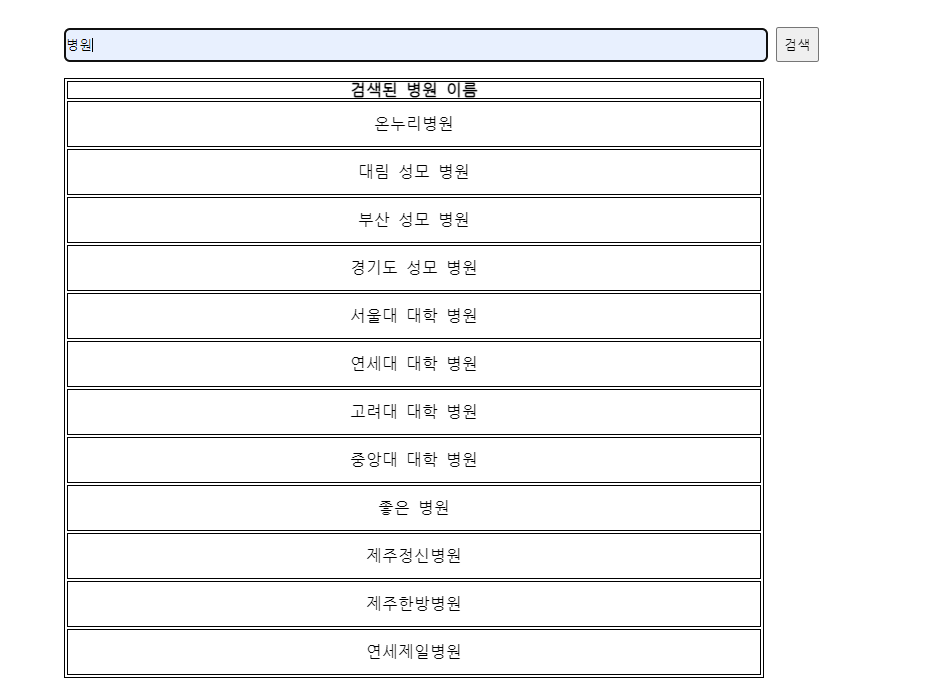 병원
검색
검색된 병원 이름
온누리병원
대림 성모 병원
부산 성모 병원
경기도 성모 병원
서울대 대학 병원
연세대 대학 병원
고려대 대학 병원
중앙대 대학 병원
좋은 병원
제주정신병원
제주한방병원
연세제일병원